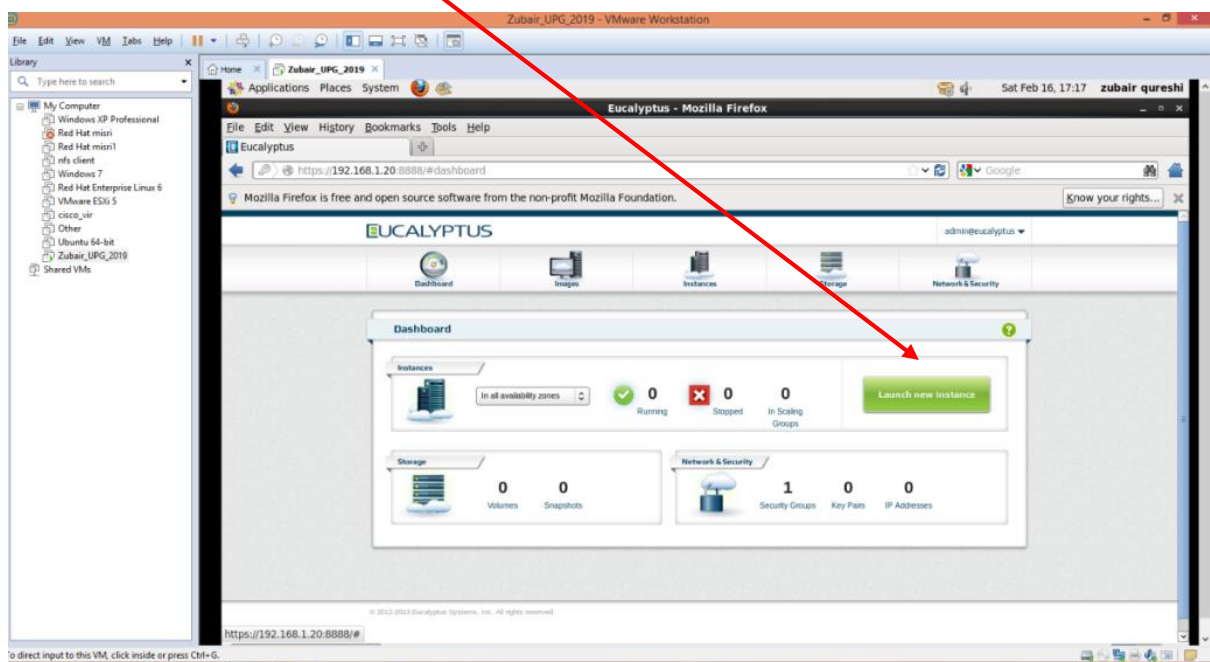 Zubair_UPG_2019 - VMware Workstation
File Edit View VM Tabs Help
Library
Type here to search
My Computer
Windows XP Professional
Red Hat misri
Red Hat misri1
nfs client
Windows 7
Red Hat Enterprise Linux 6
VMware ESXi 5
cisco_vir
Other
Ubuntu 64-bit
Zubair_UPG_2019
Shared VMs
Home Zubair_UPG_2019
Applications Places System Sat Feb 16, 17:17 zubair qureshi
Eucalyptus - Mozilla Firefox
File Edit View History Bookmarks Tools Help
Eucalyptus
https://192.168.1.20:8888/#dashboard Google
Mozilla Firefox is free and open source software from the non-profit Mozilla Foundation. Know your rights...
EUCALYPTUS admin@eucalyptus
Dashboard Images Instances Storage Network & Security
Dashboard
Instances
In all availability zones 0 0 0 Launch new instance
Running Stopped In Scaling
Groups
Storage Network & Security
0 0 1 0 0
Volumes Snapshots Security Groups Key Pairs IP Addresses
© 2012-2013 Eucalyptus Systems, Inc. All rights reserved.
https://192.168.1.20:8888/#
To direct input to this VM, click inside or press Ctrl+G.